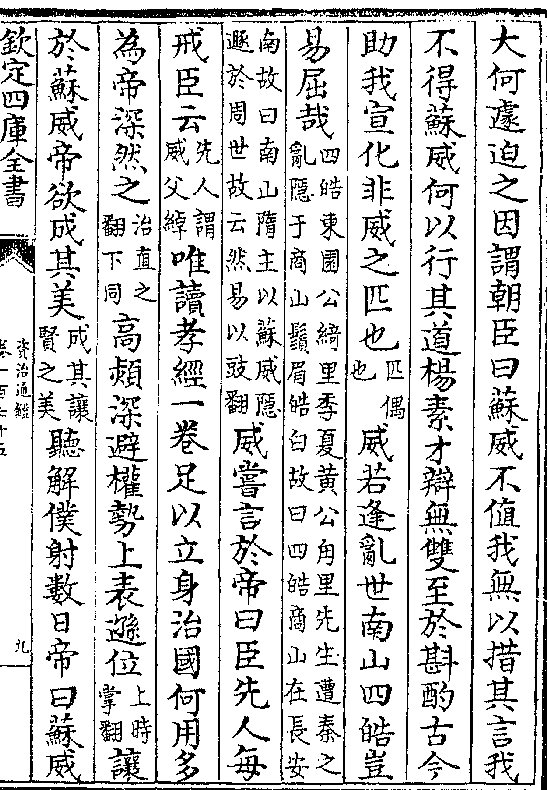 大何遽迫之因謂朝臣曰蘇威不值我無以措其言我
不得蘇威何以行其道楊素才辯無雙至於斟酌古今
助我宣化非威之匹也匹偶也威若逢亂世南山四皓豈
易屈哉四皓東園公綺里季夏黃公角里先生遭秦之亂隱于商山鬚眉皓白故曰四皓商山在長安
南故曰南山隋主以蘇威隱遯於周世故云然易以豉翻威嘗言於帝曰臣先人每
戒臣云先人謂威父綽唯讀孝經一卷足以立身治國何用多
為帝深然之治直之翻下同高熲深避權勢上表遜位上時掌翻讓
於蘇威帝欲成其美成其讓賢之美聽解僕射數日帝曰蘇威
欽定四庫全書
資治通鑑
卷一百七十五
九